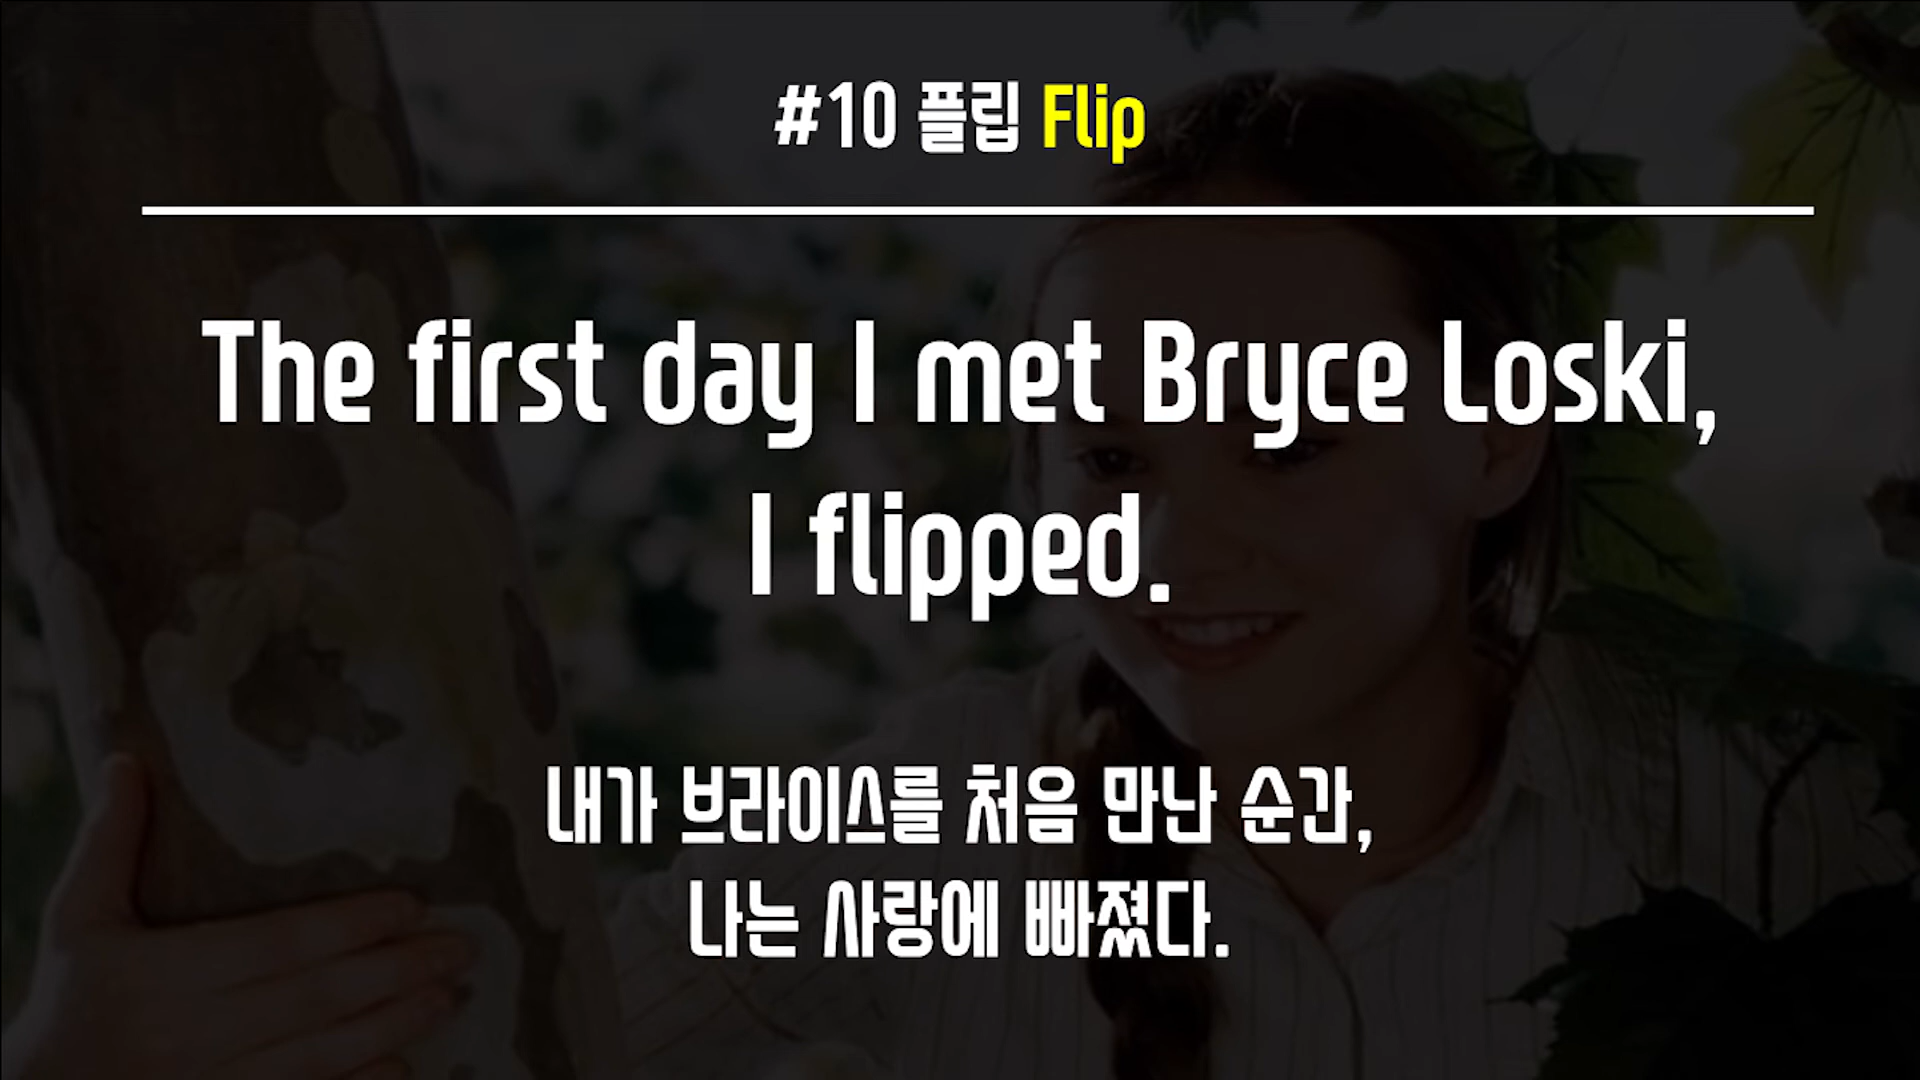 #10 플립 Flip
The first day I met Bryce Loski,
I flipped.
내가 브라이스를 처음 만난 순간,
나는 사랑에 빠졌다.